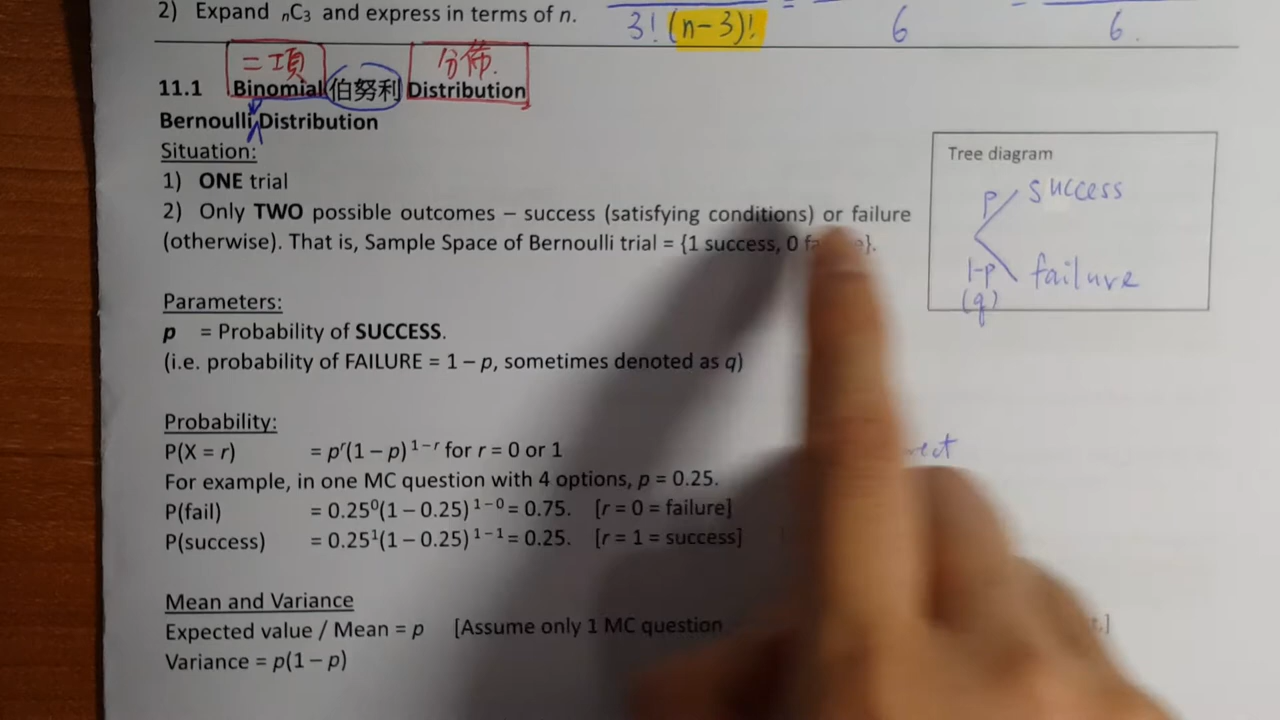 2) Expand nC3 and express in terms of n.
3!(n-3)! = 6 = 6.
二項 分佈.
11.1 Binomial 伯努利 Distribution
Bernoulli Distribution
Situation:
1) ONE trial
2) Only TWO possible outcomes – success (satisfying conditions) or failure
(otherwise). That is, Sample Space of Bernoulli trial = {1 success, 0
Tree diagram
p success
1-p failure
(q)
Parameters:
p = Probability of SUCCESS.
(i.e. probability of FAILURE = 1 – p, sometimes denoted as q)
Probability:
P(X = r) = p^r(1 – p)^1–r for r = 0 or 1
For example, in one MC question with 4 options, p = 0.25.
P(fail) = 0.25^0(1 – 0.25)^1–0 = 0.75. [r = 0 = failure]
P(success) = 0.25^1(1 – 0.25)^1–1 = 0.25. [r = 1 = success]
Mean and Variance
Expected value / Mean = p [Assume only 1 MC question
Variance = p(1 – p)